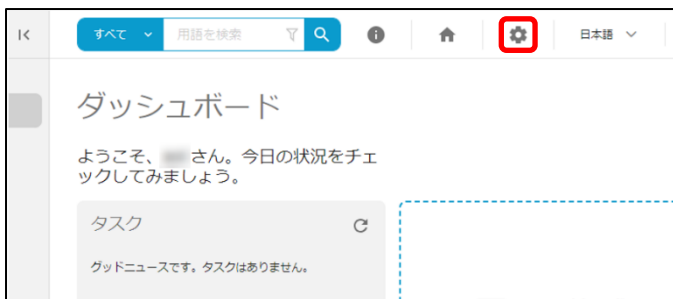 すべて 用語を検索 日本語
ダッシュボード
ようこそ、 さん。今日の状況をチェ
ックしてみましょう。
タスク
グッドニュースです。タスクはありません。